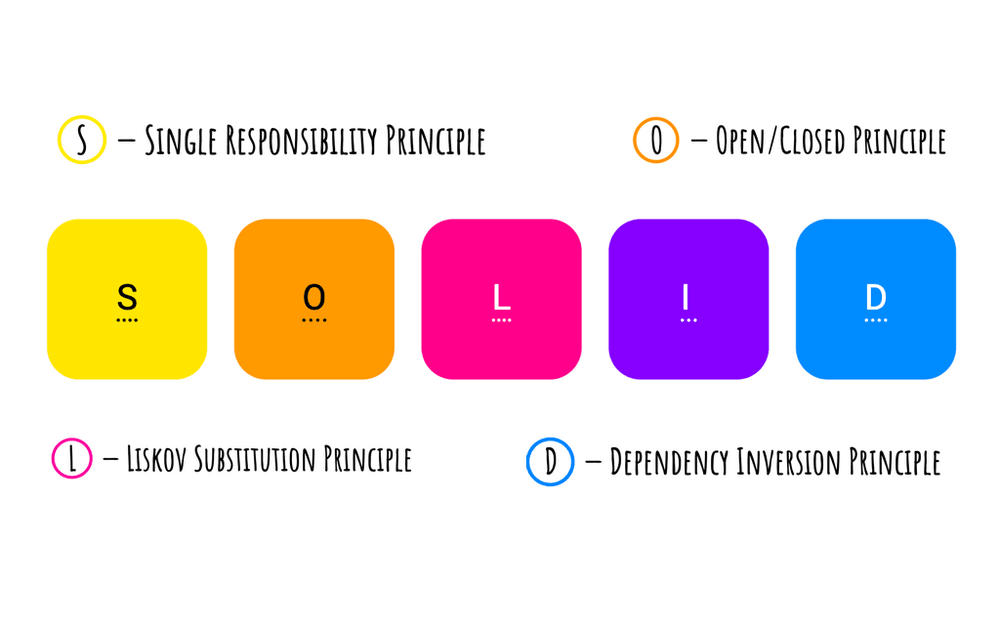 S — Single Responsibility Principle
O — Open/Closed Principle
S O L I D
L — Liskov Substitution Principle
D — Dependency Inversion Principle